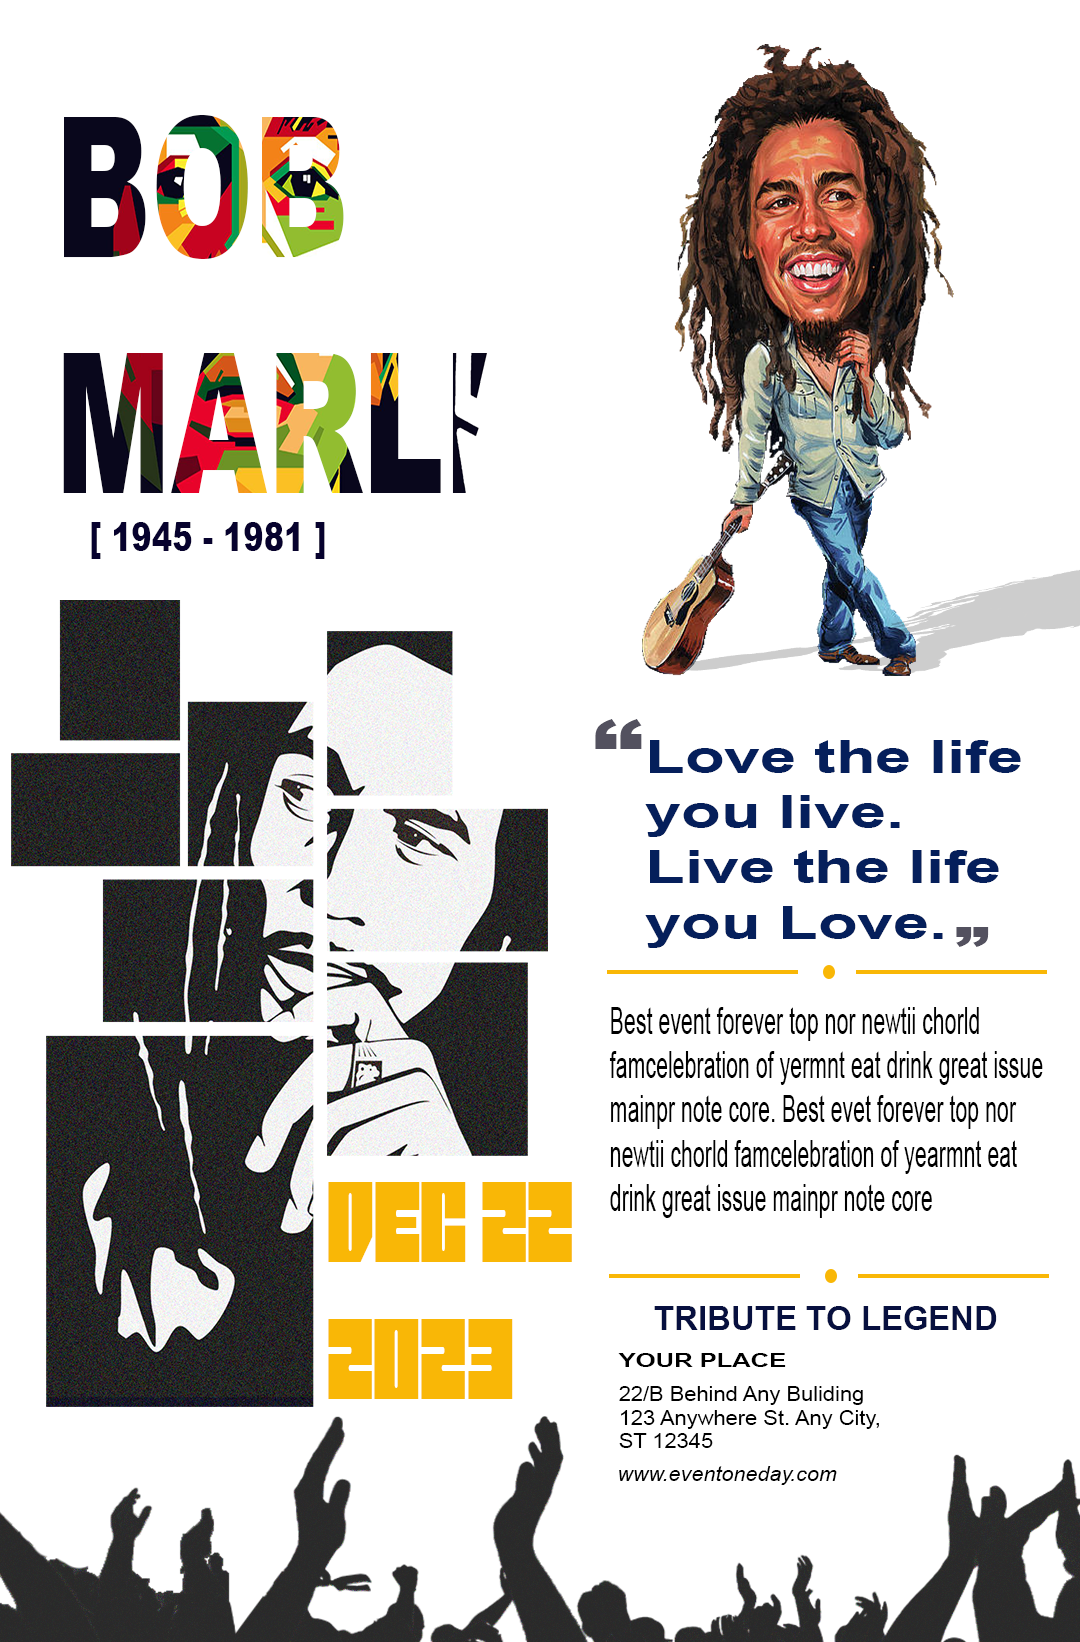 BOB
MARL
[ 1945 - 1981 ]
“Love the life
you live.
Live the life
you Love.„
Best event forever top nor newtii chorld
famcelebration of yermnt eat drink great issue
mainpr note core. Best evet forever top nor
newtii chorld famcelebration of yearmnt eat
drink great issue mainpr note core
DEC 22
2023
TRIBUTE TO LEGEND
YOUR PLACE
22/B Behind Any Buliding
123 Anywhere St. Any City,
ST 12345
www.eventoneday.com